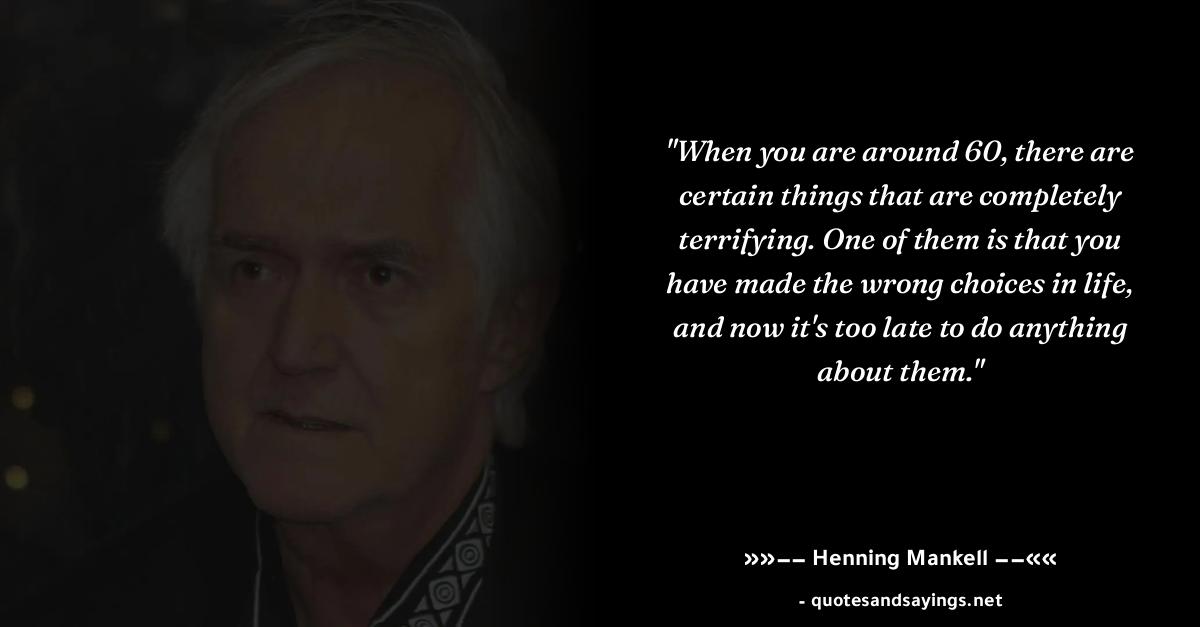 "When you are around 60, there are
certain things that are completely
terrifying. One of them is that you
have made the wrong choices in life,
and now it's too late to do anything
about them."
»»–– Henning Mankell ––««
- quotesandsayings.net